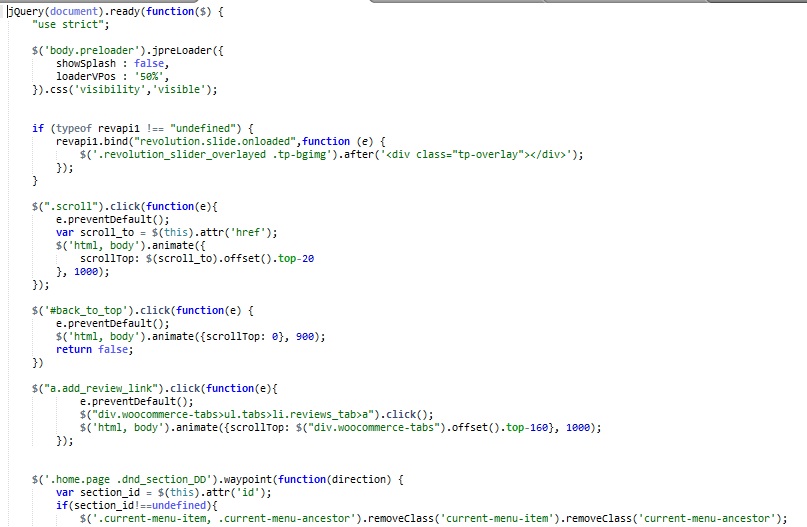 jQuery(document).ready(function($) {
"use strict";
$('body.preloader').jpreLoader({
showSplash : false,
loaderVPos : '50%',
}).css('visibility','visible');
if (typeof revapi1 !== "undefined") {
revapi1.bind("revolution.slide.onloaded",function (e) {
$('.revolution_slider_overlayed .tp-bgimg').after('<div class="tp-overlay"></div>');
});
}
$(".scroll").click(function(e){
e.preventDefault();
var scroll_to = $(this).attr('href');
$('html, body').animate({
scrollTop: $(scroll_to).offset().top-20
}, 1000);
});
$('#back_to_top').click(function(e) {
e.preventDefault();
$('html, body').animate({scrollTop: 0}, 900);
return false;
})
$("a.add_review_link").click(function(e){
e.preventDefault();
$("div.woocommerce-tabs>ul.tabs>li.reviews_tab>a").click();
$('html, body').animate({scrollTop: $("div.woocommerce-tabs").offset().top-160}, 1000);
});
$('.home.page .dnd_section_DD').waypoint(function(direction) {
var section_id = $(this).attr('id');
if(section_id!==undefined){
$('.current-menu-item, .current-menu-ancestor').removeClass('current-menu-item').removeClass('current-menu-ancestor');